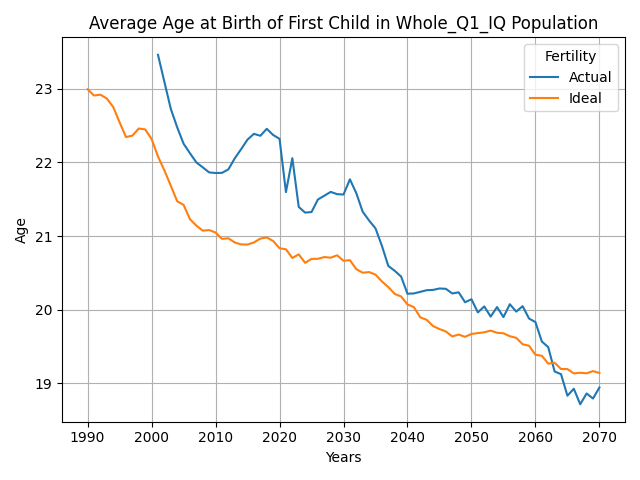 Average Age at Birth of First Child in Whole_Q1_IQ Population
Fertility
Actual
Ideal
Age
23
22
21
20
19
1990 2000 2010 2020 2030 2040 2050 2060 2070
Years